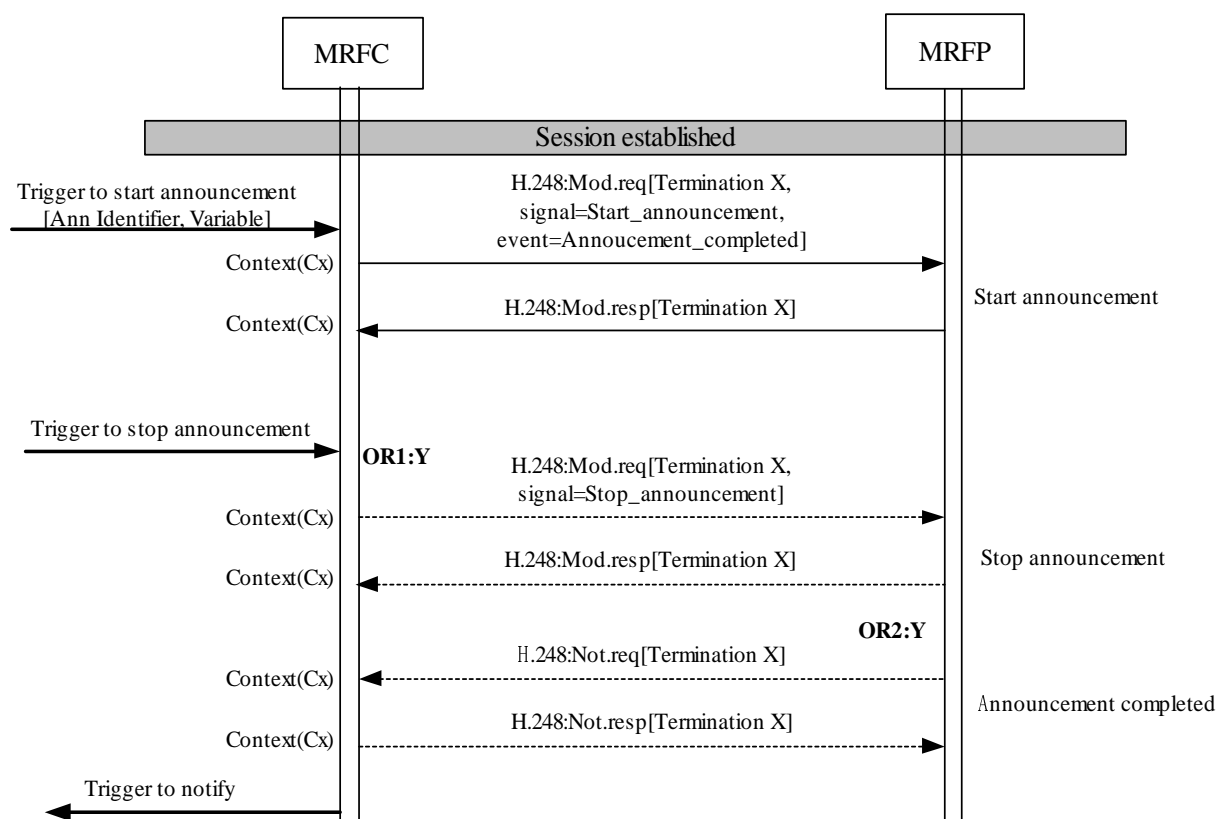 MRFC
MRFP
Session established
Trigger to start announcement
[Ann Identifier, Variable]
H.248:Mod.req[Termination X,
signal=Start_announcement,
event=Annoucement_completed]
Context(Cx)
Start announcement
H.248:Mod.resp[Termination X]
Context(Cx)
Trigger to stop announcement
OR1:Y
H.248:Mod.req[Termination X,
signal=Stop_announcement]
Context(Cx)
H.248:Mod.resp[Termination X]
Stop announcement
Context(Cx)
OR2:Y
H.248:Not.req[Termination X]
Context(Cx)
Announcement completed
H.248:Not.resp[Termination X]
Context(Cx)
Trigger to notify